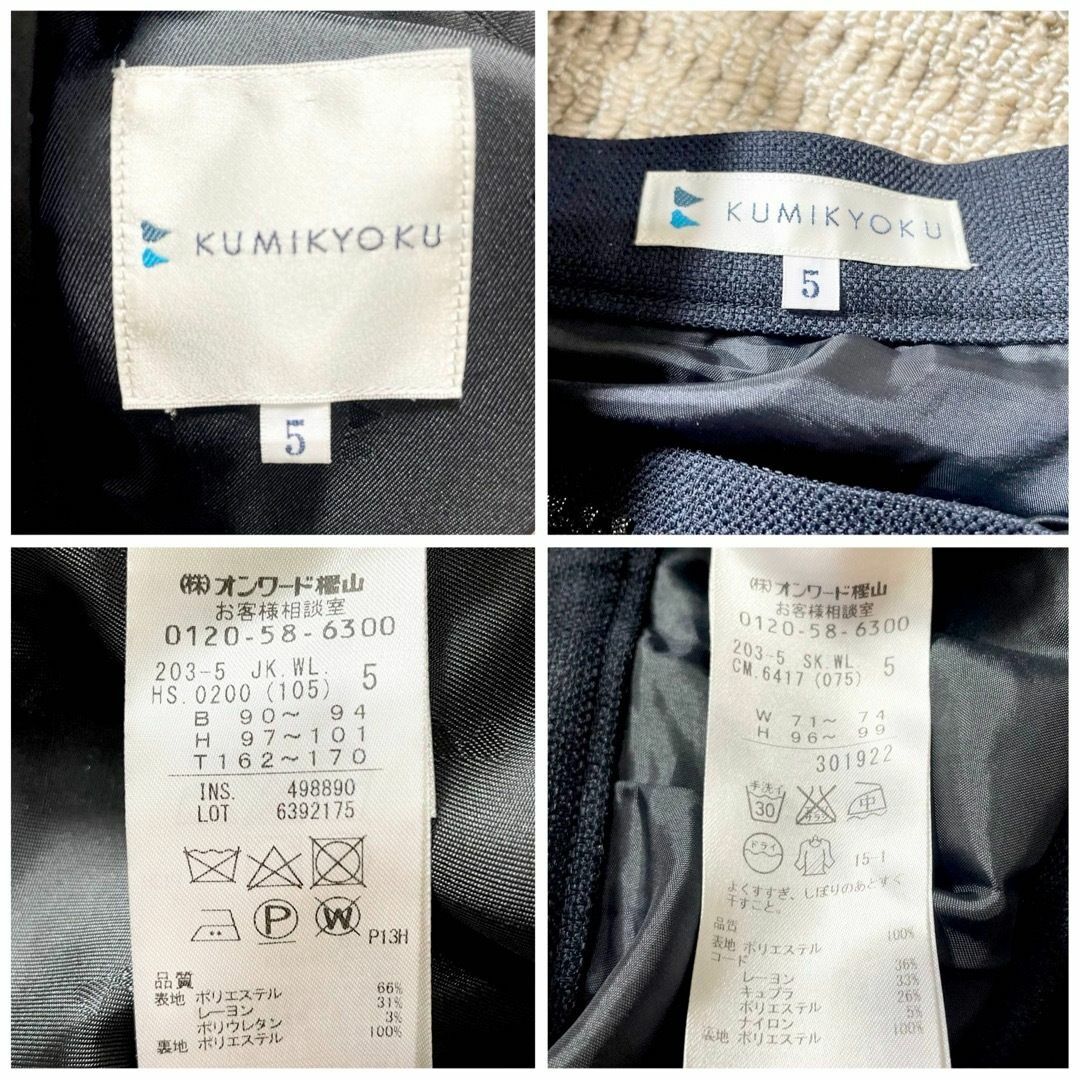 KUMIKYOKU
5
KUMIKYOKU
5
(株)オンワード樫山
お客様相談室
0120-58-6300
203-5 JK.WL. 5
HS.0200 (105)
B 90〜 94
H 97〜101
T162〜170
INS. 498890
LOT 6392175
P
W
P13H
品質
表地 ポリエステル 66%
レーヨン 31%
ポリウレタン 3%
裏地 ポリエステル 100%
(株)オンワード樫山
お客様相談室
0120-58-6300
203-5 SK.WL. 5
CM.6417 (075)
W 71〜 74
H 96〜 99
301922
手洗イ
30
中
ドライ
15-1
よくすすぎ、しぼりのあとすぐ
干すこと。
品質
表地 ポリエステル 100%
コード
レーヨン 36%
キュプラ 33%
ポリエステル 26%
ナイロン 5%
裏地 ポリエステル 100%